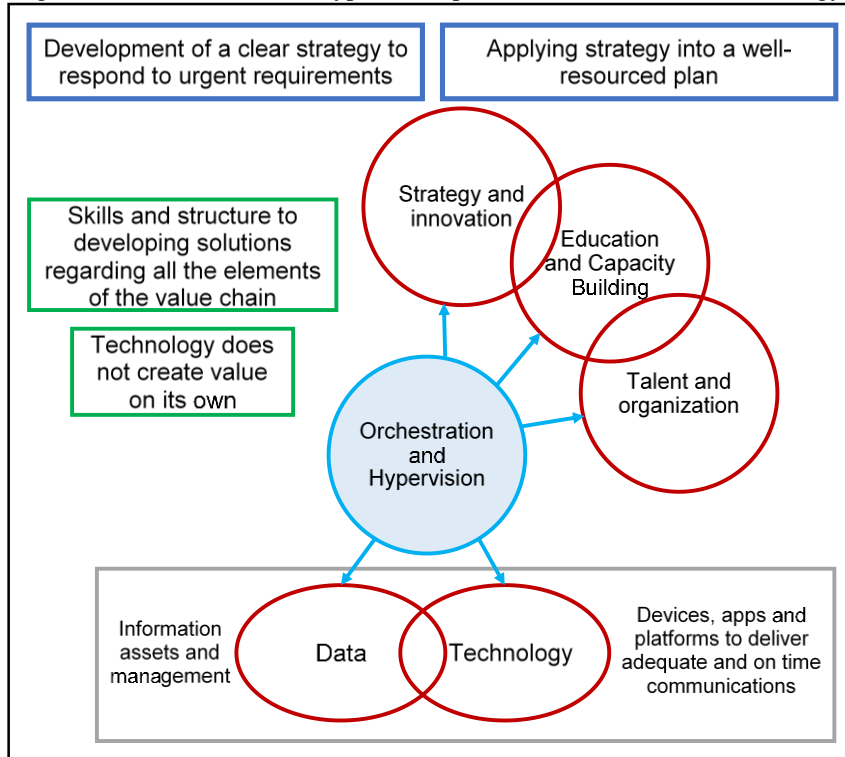 Development of a clear strategy to
respond to urgent requirements
Applying strategy into a well-
resourced plan
Strategy and
innovation
Education
and Capacity
Building
Talent and
organization
Skills and structure to
developing solutions
regarding all the elements
of the value chain
Technology does
not create value
on its own
Orchestration
and
Hypervision
Information
assets and
management
Data
Technology
Devices, apps and
platforms to deliver
adequate and on time
communications